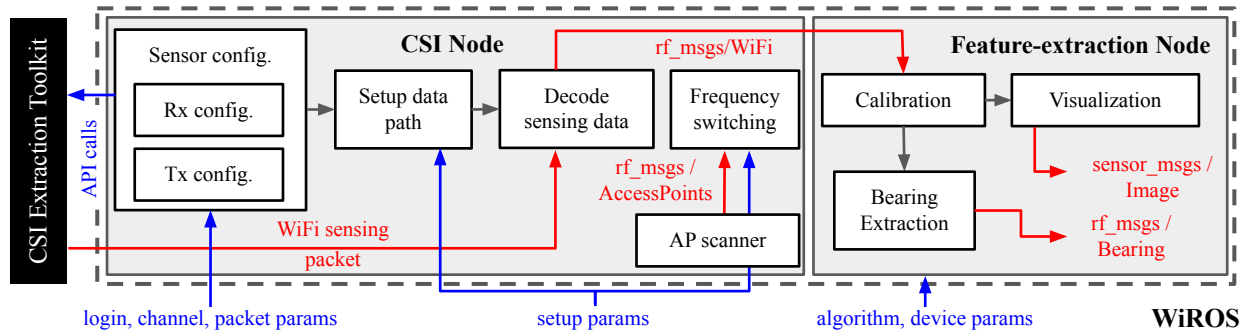 CSI Extraction Toolkit
API calls
CSI Node
Sensor config.
Rx config.
Tx config.
Setup data
path
Decode
sensing data
Frequency
switching
rf_msgs/WiFi
rf_msgs /
AccessPoints
AP scanner
WiFi sensing
packet
Feature-extraction Node
Calibration
Visualization
Bearing
Extraction
sensor_msgs /
Image
rf_msgs /
Bearing
login, channel, packet params
setup params
algorithm, device params
WiROS